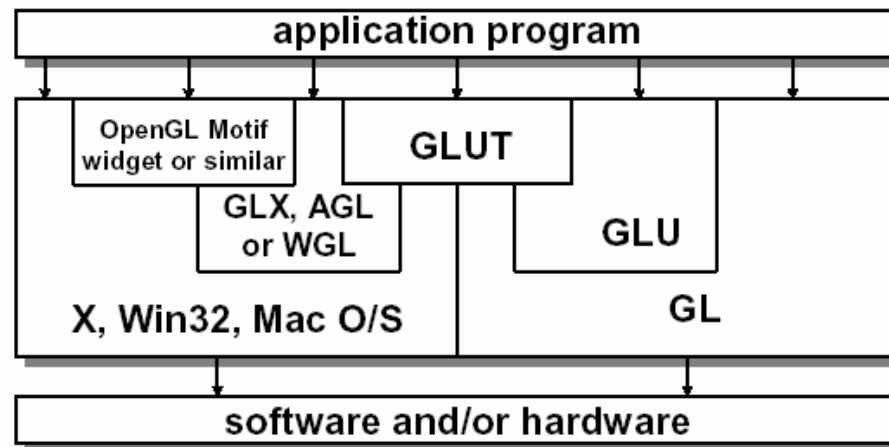 application program
OpenGL Motif
widget or similar
GLUT
GLX, AGL
or WGL
GLU
X, Win32, Mac O/S
GL
software and/or hardware